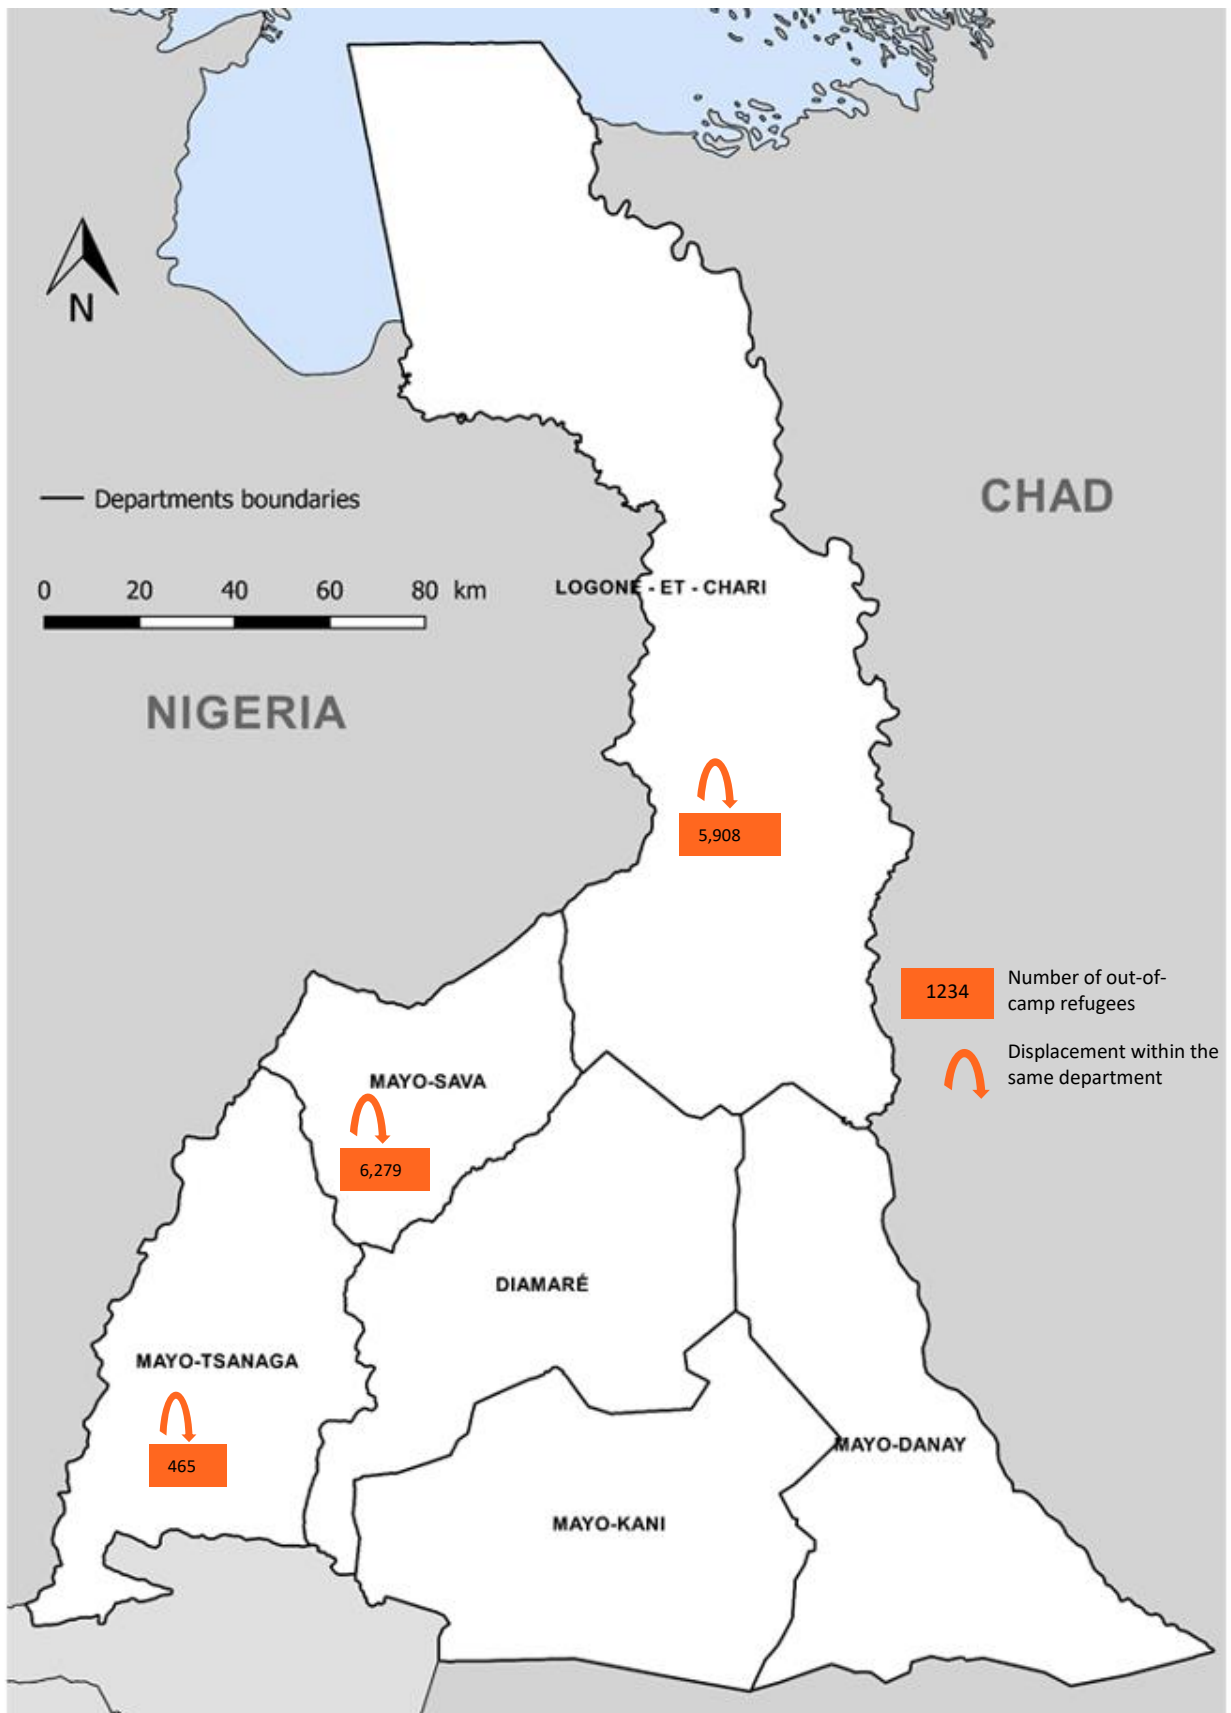 N
Departments boundaries
CHAD
0 20 40 60 80 km
LOGONE - ET - CHARI
NIGERIA
5,908
1234
Number of out-of-
camp refugees
Displacement within the
same department
MAYO-SAVA
6,279
DIAMARÉ
MAYO-TSANAGA
465
MAYO-DANAY
MAYO-KANI